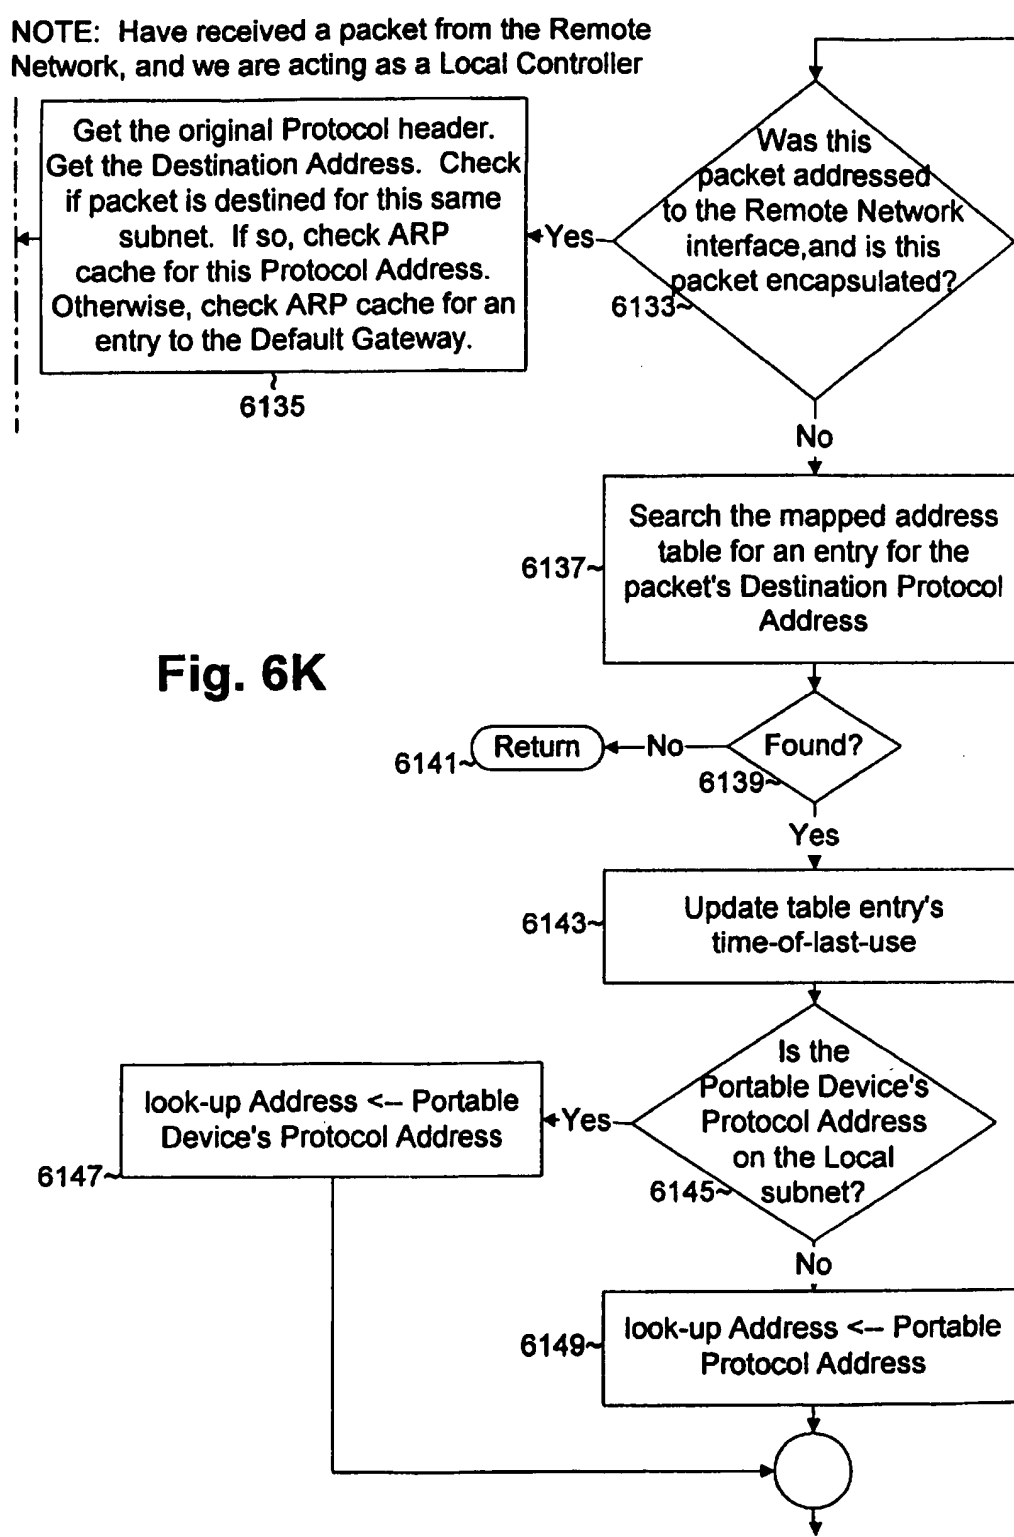 NOTE: Have received a packet from the Remote
Network, and we are acting as a Local Controller
Get the original Protocol header.
Get the Destination Address. Check
if packet is destined for this same
subnet. If so, check ARP
cache for this Protocol Address.
Otherwise, check ARP cache for an
entry to the Default Gateway.
6135
Yes
Was this
packet addressed
to the Remote Network
interface,and is this
packet encapsulated?
6133
No
Search the mapped address
table for an entry for the
packet's Destination Protocol
Address
6137
Fig. 6K
Found?
6139
No
Return
6141
Yes
Update table entry's
time-of-last-use
6143
Is the
Portable Device's
Protocol Address
on the Local
subnet?
6145
Yes
look-up Address <-- Portable
Device's Protocol Address
6147
No
look-up Address <-- Portable
Protocol Address
6149